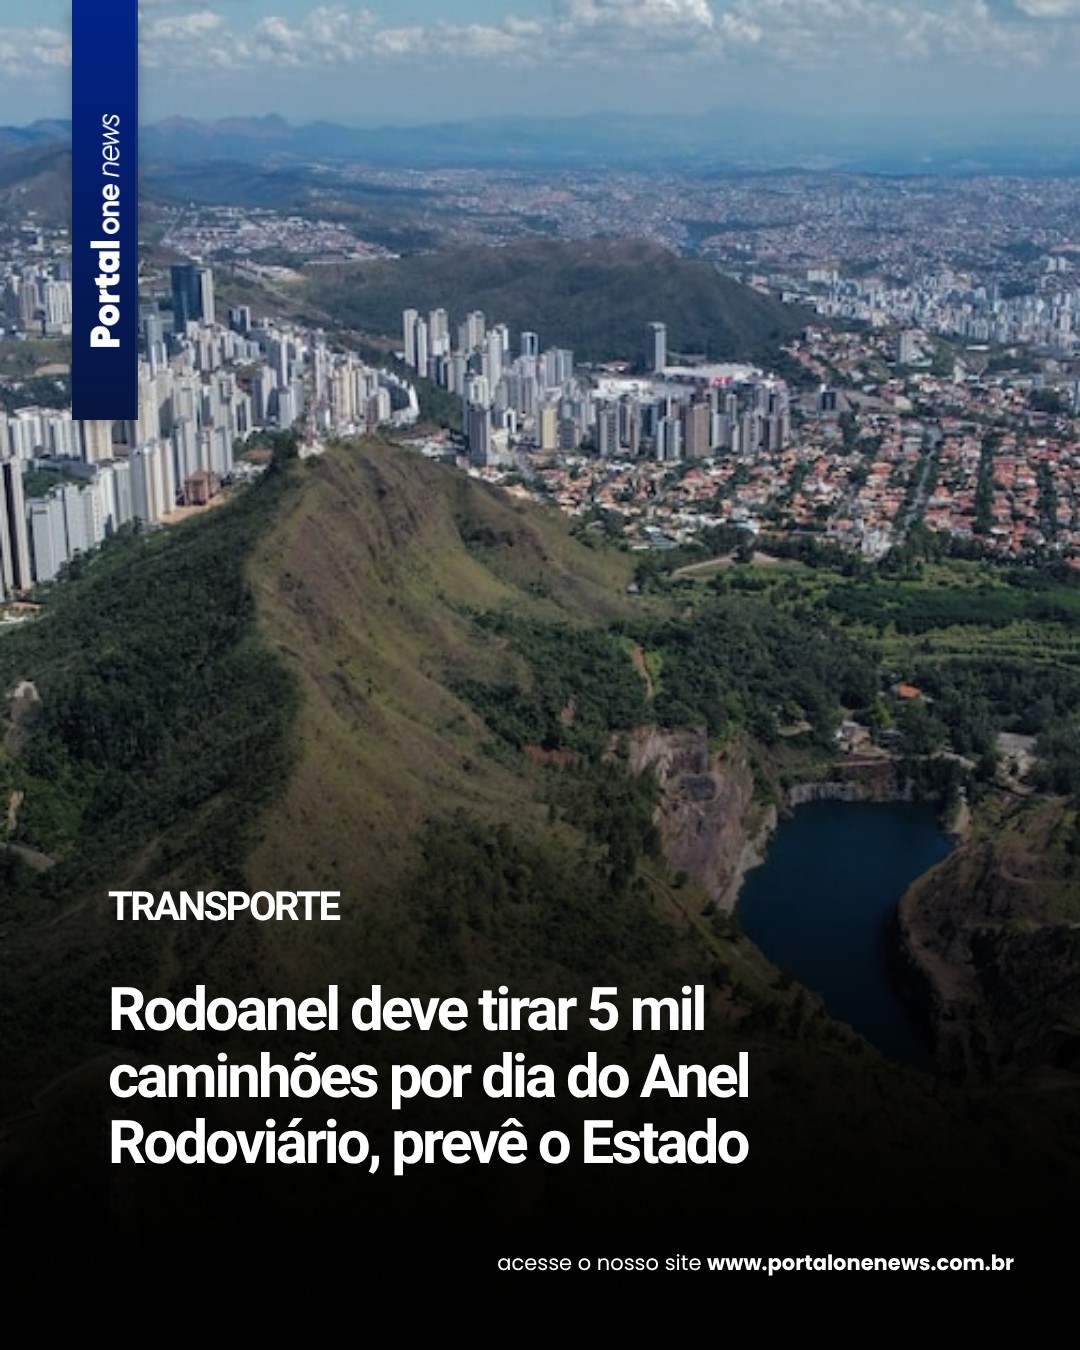 Portal one news
TRANSPORTE
Rodoanel deve tirar 5 mil
caminhões por dia do Anel
Rodoviário, prevê o Estado
acesse o nosso site www.portalonenews.com.br